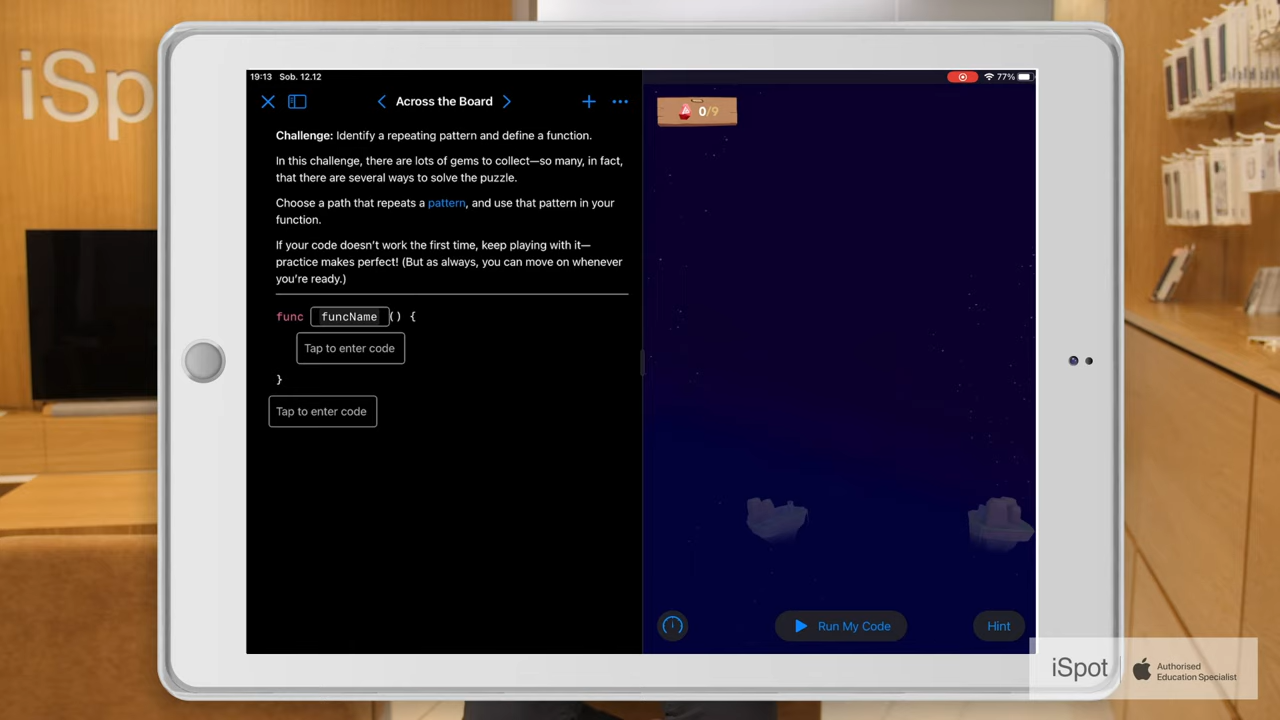 iSp
19:13 Sob. 12.12
77%
Across the Board
0/9
Challenge: Identify a repeating pattern and define a function.
In this challenge, there are lots of gems to collect—so many, in fact,
that there are several ways to solve the puzzle.
Choose a path that repeats a pattern, and use that pattern in your
function.
If your code doesn't work the first time, keep playing with it—
practice makes perfect! (But as always, you can move on whenever
you're ready.)
func funcName () {
Tap to enter code
}
Tap to enter code
Run My Code
Hint
iSpot
Authorised
Education Specialist